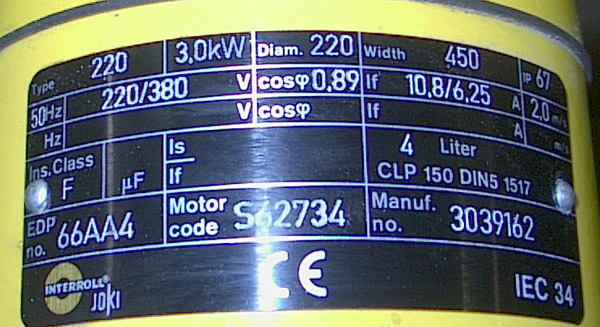 Type 220 3,0kW Diam. 220 Width 450 IP 67
50Hz 220/380 V cosφ 0,89 If 10,8/6,25 A 2,0 m/s
Hz V cosφ If A m/s
Ins.Class F μF Is If 4 Liter
CLP 150 DIN5 1517
EDP no. 66AA4 Motor code S62734 Manuf. no. 3039162
INTERROLL® JOKI CE IEC 34